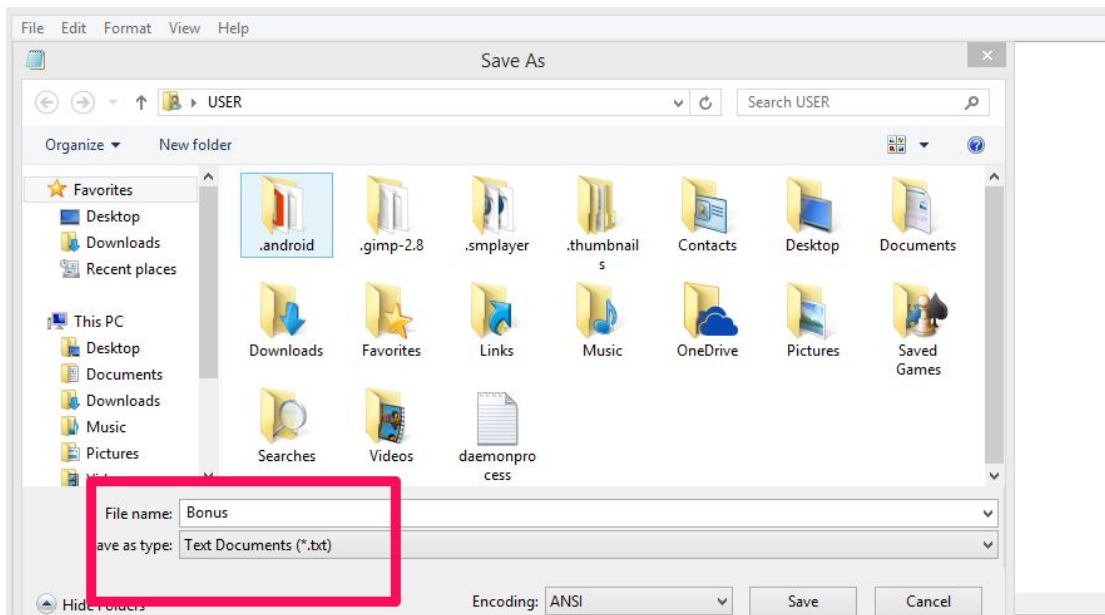 File Edit Format View Help
Save As
USER
Search USER
Organize New folder
Favorites
Desktop
Downloads
Recent places
This PC
Desktop
Documents
Downloads
Music
Pictures
.android .gimp-2.8 .smplayer .thumbnail Contacts Desktop Documents
s
Downloads Favorites Links Music OneDrive Pictures Saved
Games
Searches Videos daemonpro
cess
File name: Bonus
ave as type: Text Documents (*.txt)
Hide Folders Encoding: ANSI Save Cancel